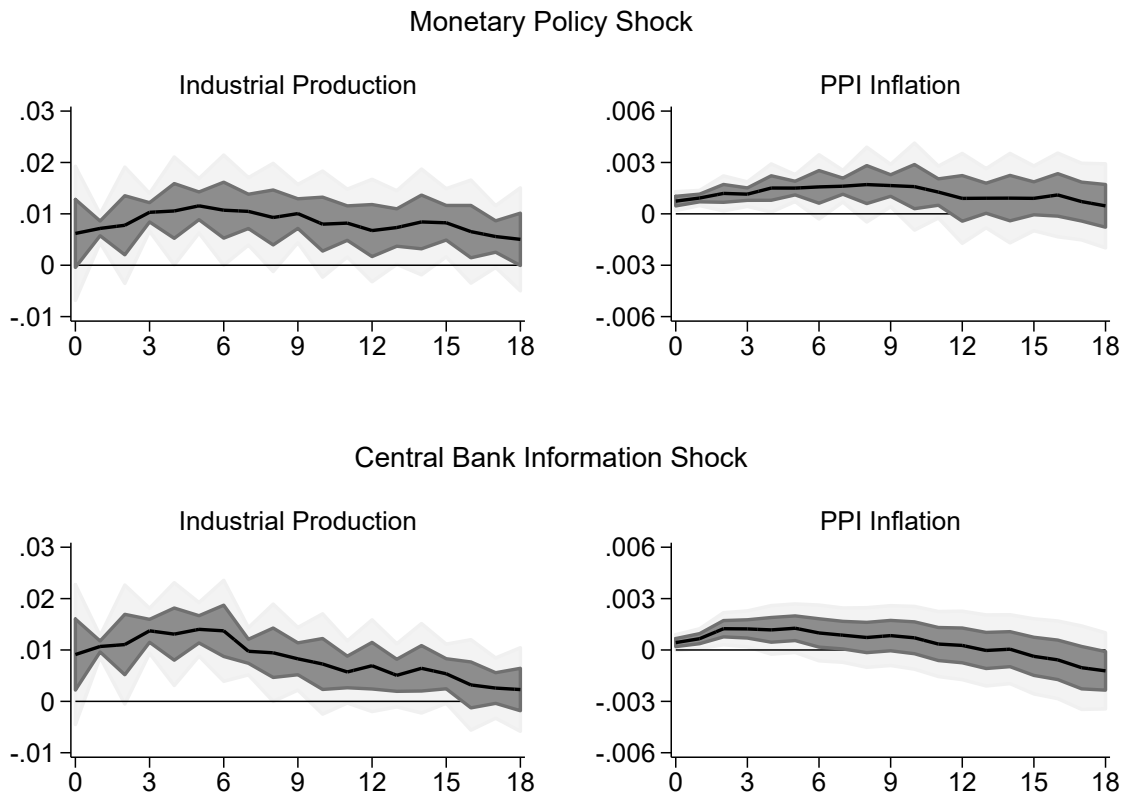 Monetary Policy Shock
Industrial Production
.03
.02
.01
0
-.01
0 3 6 9 12 15 18
PPI Inflation
.006
.003
0
-.003
-.006
0 3 6 9 12 15 18
Central Bank Information Shock
Industrial Production
.03
.02
.01
0
-.01
0 3 6 9 12 15 18
PPI Inflation
.006
.003
0
-.003
-.006
0 3 6 9 12 15 18